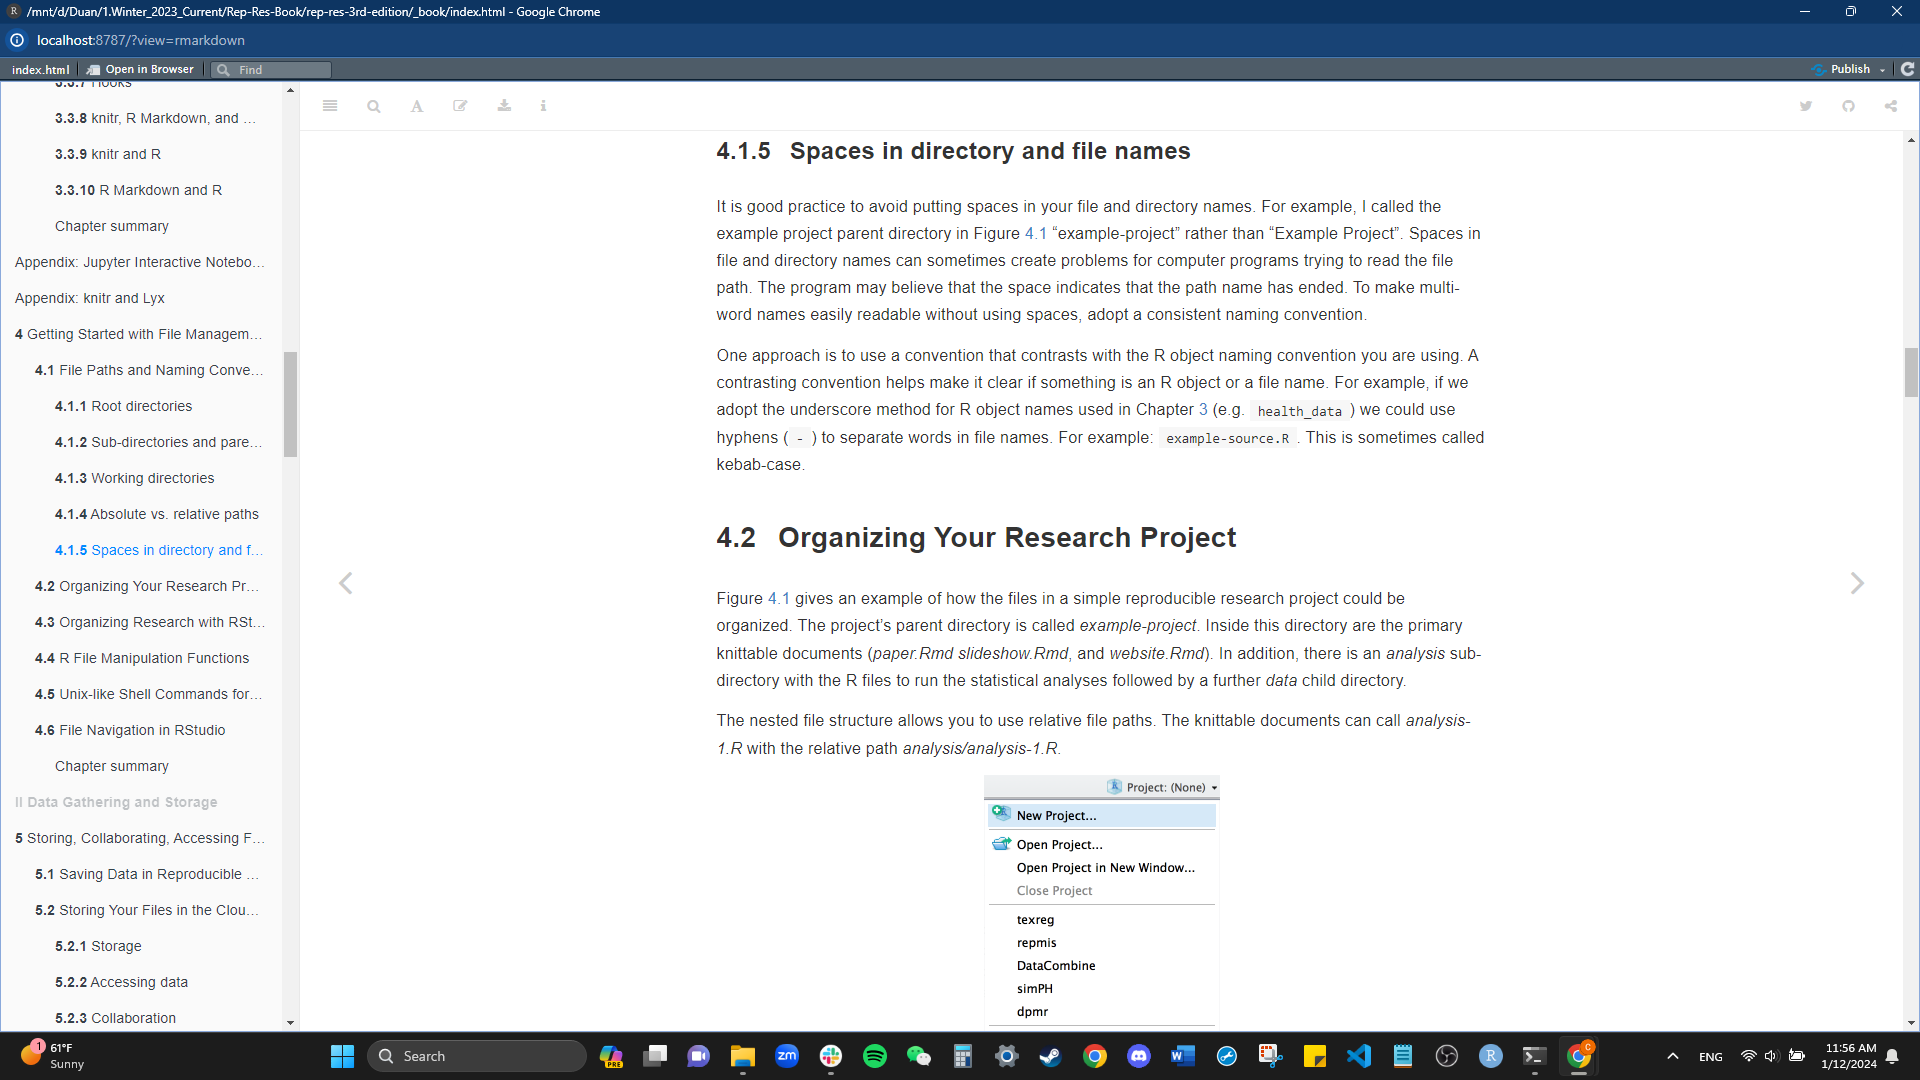 /mnt/d/Duan/1.Winter_2023_Current/Rep-Res-Book/rep-res-3rd-edition/_book/index.html - Google Chrome
localhost:8787/?view=rmarkdown
index.html
Open in Browser
Find
Publish
3.3.7 Hooks
3.3.8 knitr, R Markdown, and …
3.3.9 knitr and R
3.3.10 R Markdown and R
Chapter summary
Appendix: Jupyter Interactive Notebo…
Appendix: knitr and Lyx
4 Getting Started with File Managem…
4.1 File Paths and Naming Conve…
4.1.1 Root directories
4.1.2 Sub-directories and pare…
4.1.3 Working directories
4.1.4 Absolute vs. relative paths
4.1.5 Spaces in directory and f…
4.2 Organizing Your Research Pr…
4.3 Organizing Research with RSt…
4.4 R File Manipulation Functions
4.5 Unix-like Shell Commands for…
4.6 File Navigation in RStudio
Chapter summary
II Data Gathering and Storage
5 Storing, Collaborating, Accessing F…
5.1 Saving Data in Reproducible …
5.2 Storing Your Files in the Clou…
5.2.1 Storage
5.2.2 Accessing data
5.2.3 Collaboration
4.1.5 Spaces in directory and file names
It is good practice to avoid putting spaces in your file and directory names. For example, I called the
example project parent directory in Figure 4.1 “example-project” rather than “Example Project”. Spaces in
file and directory names can sometimes create problems for computer programs trying to read the file
path. The program may believe that the space indicates that the path name has ended. To make multi-
word names easily readable without using spaces, adopt a consistent naming convention.
One approach is to use a convention that contrasts with the R object naming convention you are using. A
contrasting convention helps make it clear if something is an R object or a file name. For example, if we
adopt the underscore method for R object names used in Chapter 3 (e.g. health_data ) we could use
hyphens ( - ) to separate words in file names. For example: example-source.R . This is sometimes called
kebab-case.
4.2 Organizing Your Research Project
Figure 4.1 gives an example of how the files in a simple reproducible research project could be
organized. The project’s parent directory is called example-project. Inside this directory are the primary
knittable documents (paper.Rmd slideshow.Rmd, and website.Rmd). In addition, there is an analysis sub-
directory with the R files to run the statistical analyses followed by a further data child directory.
The nested file structure allows you to use relative file paths. The knittable documents can call analysis-
1.R with the relative path analysis/analysis-1.R.
Project: (None)
New Project...
Open Project...
Open Project in New Window...
Close Project
texreg
repmis
DataCombine
simPH
dpmr
1
61°F
Sunny
Search
PRE
zm
C
ENG
11:56 AM
1/12/2024